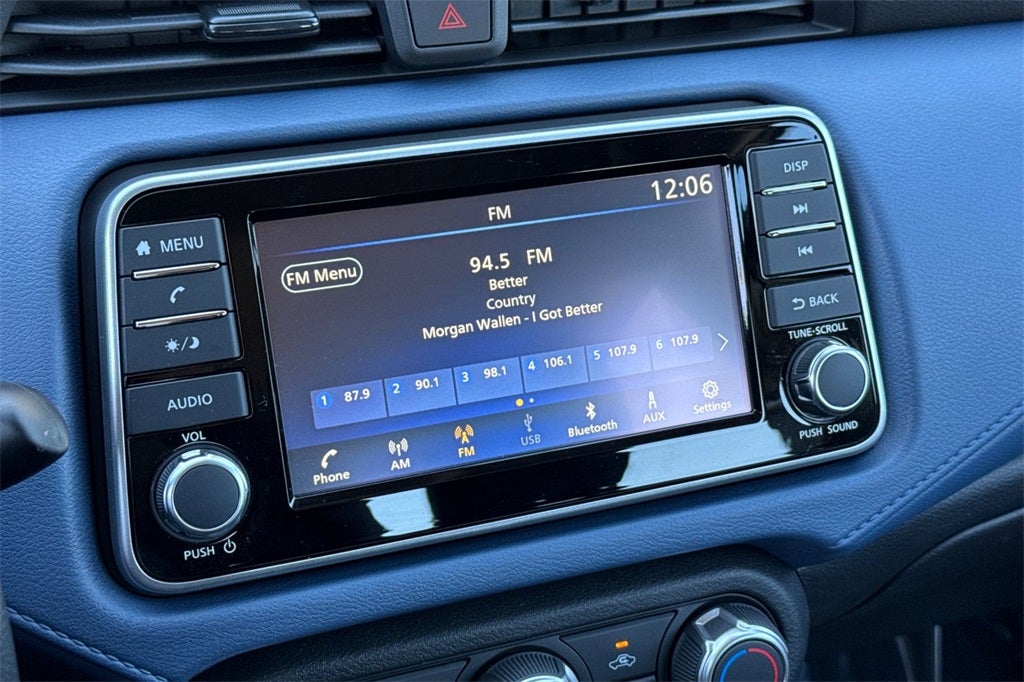 12:06
FM
FM Menu
94.5 FM
Better
Country
Morgan Wallen - I Got Better
1 87.9
2 90.1
3 98.1
4 106.1
5 107.9
6 107.9
Phone
AM
FM
USB
Bluetooth
AUX
Settings
MENU
AUDIO
VOL
PUSH
DISP
BACK
TUNE-SCROLL
PUSH SOUND